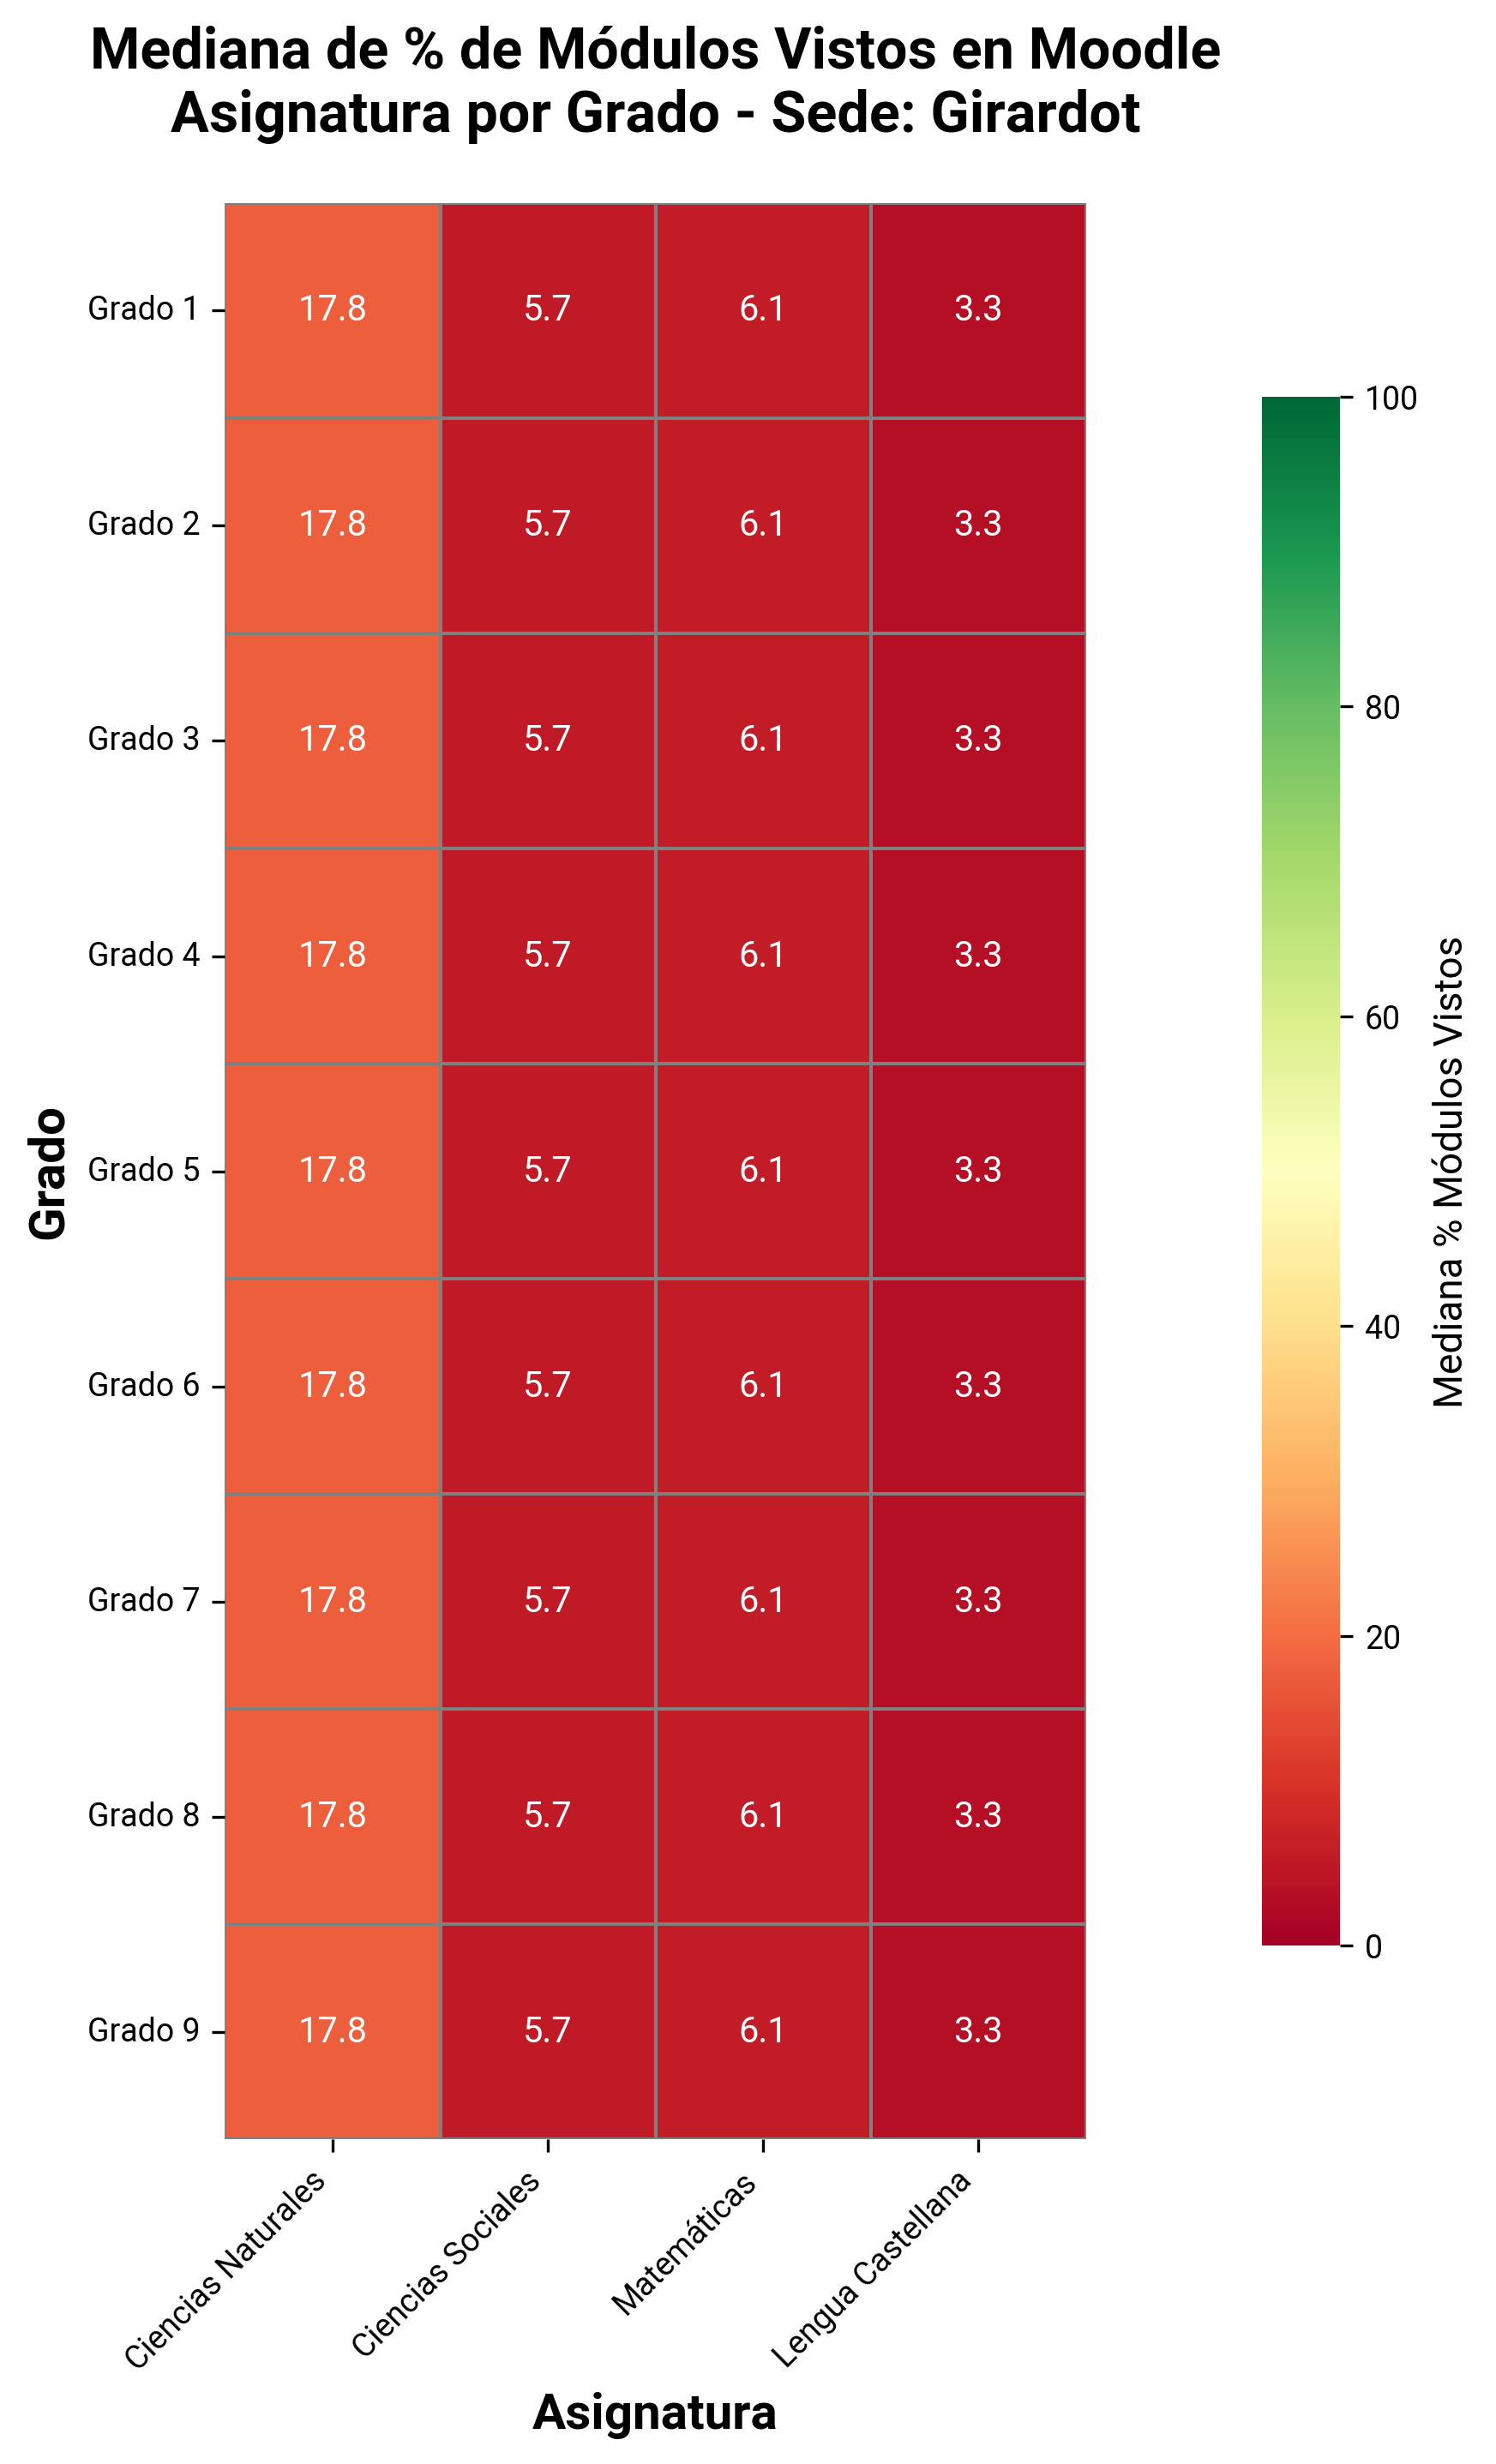 Mediana de % de Módulos Vistos en Moodle
Asignatura por Grado - Sede: Girardot
Grado
Grado 1 17.8 5.7 6.1 3.3
Grado 2 17.8 5.7 6.1 3.3
Grado 3 17.8 5.7 6.1 3.3
Grado 4 17.8 5.7 6.1 3.3
Grado 5 17.8 5.7 6.1 3.3
Grado 6 17.8 5.7 6.1 3.3
Grado 7 17.8 5.7 6.1 3.3
Grado 8 17.8 5.7 6.1 3.3
Grado 9 17.8 5.7 6.1 3.3
Ciencias Naturales
Ciencias Sociales
Matemáticas
Lengua Castellana
Asignatura
100
80
60
40
20
0
Mediana % Módulos Vistos